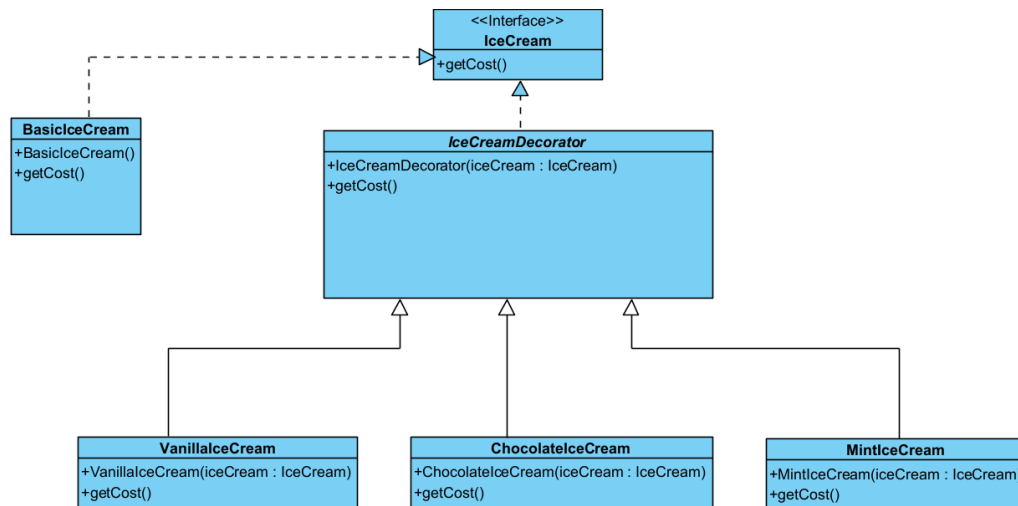 <<Interface>>
IceCream
+getCost()
BasicIceCream
+BasicIceCream()
+getCost()
IceCreamDecorator
+IceCreamDecorator(iceCream : IceCream)
+getCost()
VanillaIceCream
+VanillaIceCream(iceCream : IceCream)
+getCost()
ChocolateIceCream
+ChocolateIceCream(iceCream : IceCream)
+getCost()
MintIceCream
+MintIceCream(iceCream : IceCream)
+getCost()